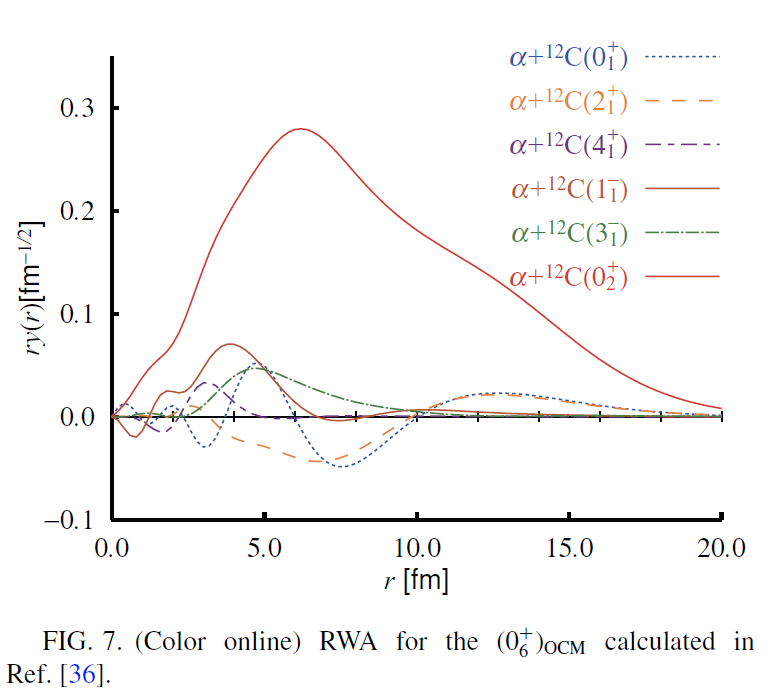 α+¹²C(0₁⁺)
α+¹²C(2₁⁺)
α+¹²C(4₁⁺)
α+¹²C(1₁⁻)
α+¹²C(3₁⁻)
α+¹²C(0₂⁺)
0.3
0.2
0.1
0.0
−0.1
ry(r)[fm⁻¹/²]
0.0 5.0 10.0 15.0 20.0
r [fm]
FIG. 7. (Color online) RWA for the (0₆⁺)OCM calculated in
Ref. [36].